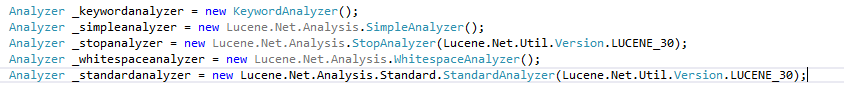 Analyzer _keywordanalyzer = new KeywordAnalyzer();
Analyzer _simpleanalyzer = new Lucene.Net.Analysis.SimpleAnalyzer();
Analyzer _stopanalyzer = new Lucene.Net.Analysis.StopAnalyzer(Lucene.Net.Util.Version.LUCENE_30);
Analyzer _whitespaceanalyzer = new Lucene.Net.Analysis.WhitespaceAnalyzer();
Analyzer _standardanalyzer = new Lucene.Net.Analysis.Standard.StandardAnalyzer(Lucene.Net.Util.Version.LUCENE_30);